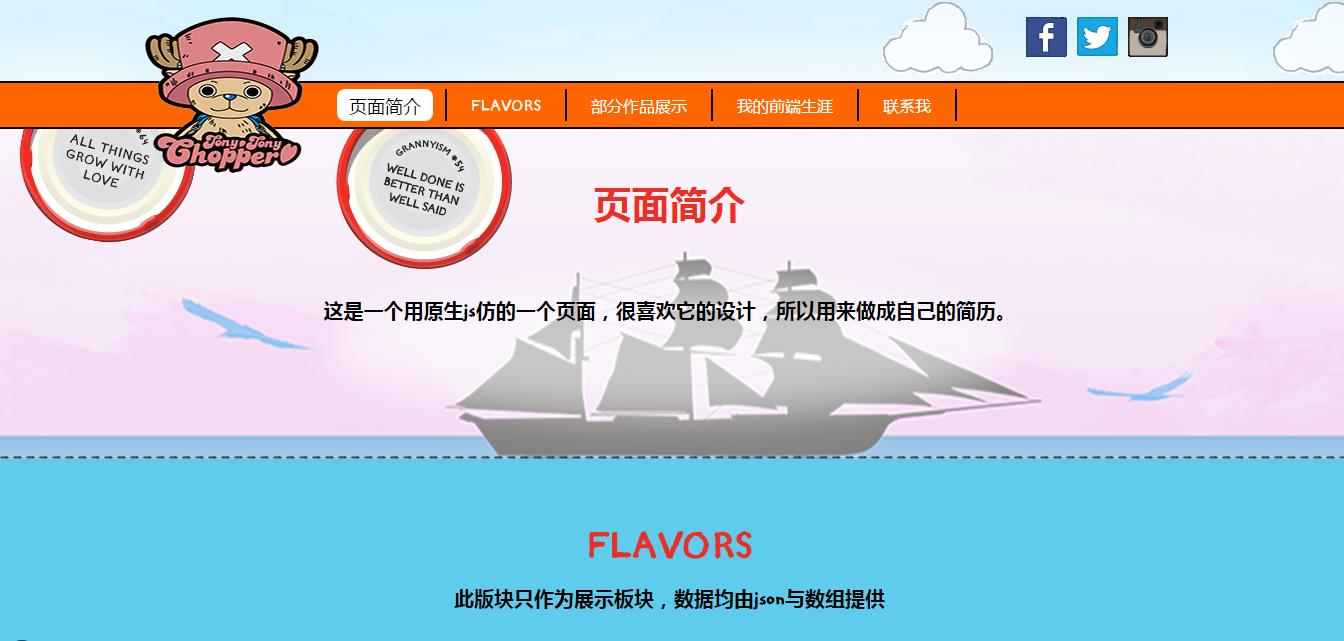 页面简介
FLAVORS
部分作品展示
我的前端生涯
联系我
Tony Tony
Chopper
#64
ALL THINGS
GROW WITH
LOVE
GRANNYISM #54
WELL DONE IS
BETTER THAN
WELL SAID
页面简介
这是一个用原生js仿的一个页面，很喜欢它的设计，所以用来做成自己的简历。
FLAVORS
此版块只作为展示板块，数据均由json与数组提供